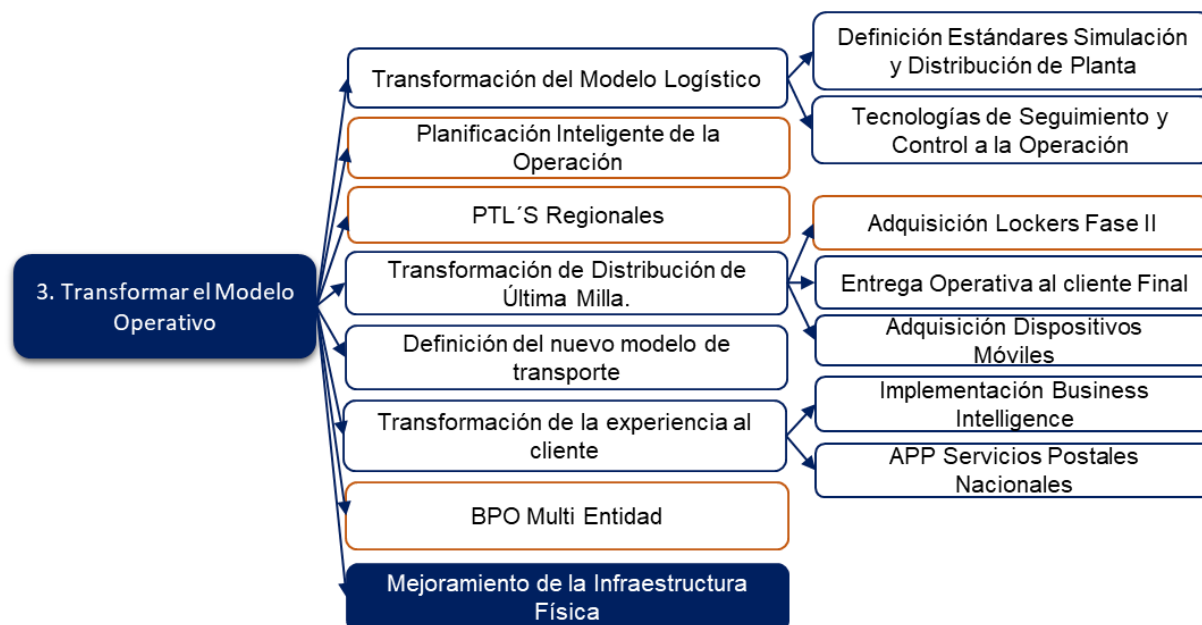 3. Transformar el Modelo
Operativo
Transformación del Modelo Logístico
Planificación Inteligente de la
Operación
PTL´S Regionales
Transformación de Distribución de
Última Milla.
Definición del nuevo modelo de
transporte
Transformación de la experiencia al
cliente
BPO Multi Entidad
Mejoramiento de la Infraestructura
Física
Definición Estándares Simulación
y Distribución de Planta
Tecnologías de Seguimiento y
Control a la Operación
Adquisición Lockers Fase II
Entrega Operativa al cliente Final
Adquisición Dispositivos
Móviles
Implementación Business
Intelligence
APP Servicios Postales
Nacionales